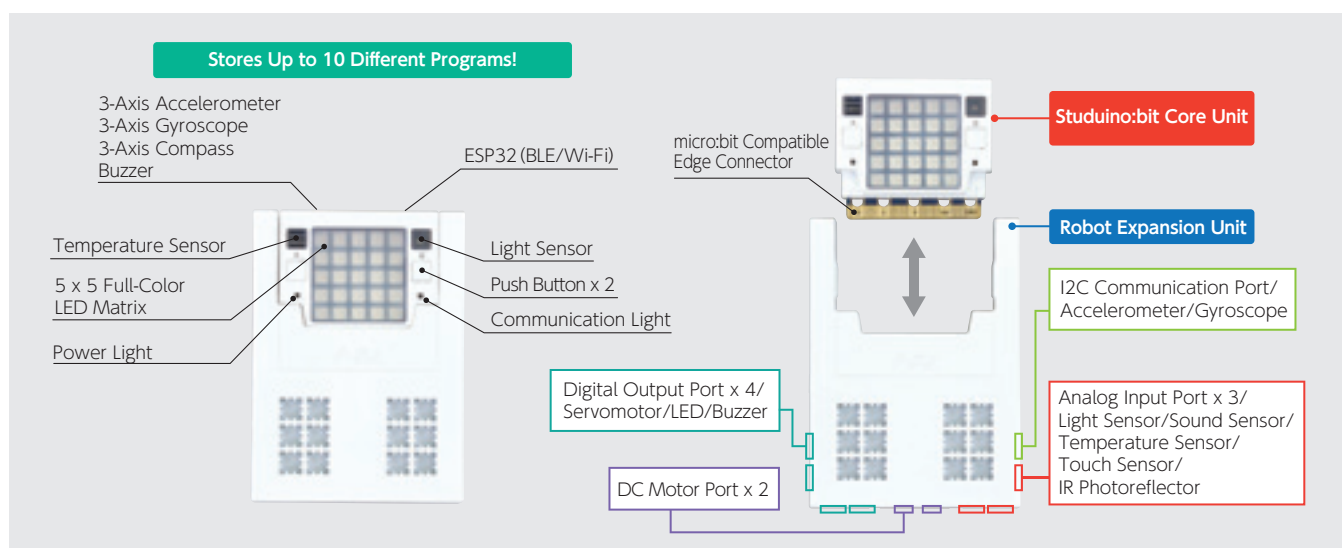 Stores Up to 10 Different Programs!
3-Axis Accelerometer
3-Axis Gyroscope
3-Axis Compass
Buzzer
ESP32 (BLE/Wi-Fi)
Temperature Sensor
5 x 5 Full-Color
LED Matrix
Power Light
Light Sensor
Push Button x 2
Communication Light
micro:bit Compatible
Edge Connector
Studuino:bit Core Unit
Robot Expansion Unit
I2C Communication Port/
Accelerometer/Gyroscope
Digital Output Port x 4/
Servomotor/LED/Buzzer
DC Motor Port x 2
Analog Input Port x 3/
Light Sensor/Sound Sensor/
Temperature Sensor/
Touch Sensor/
IR Photoreflector